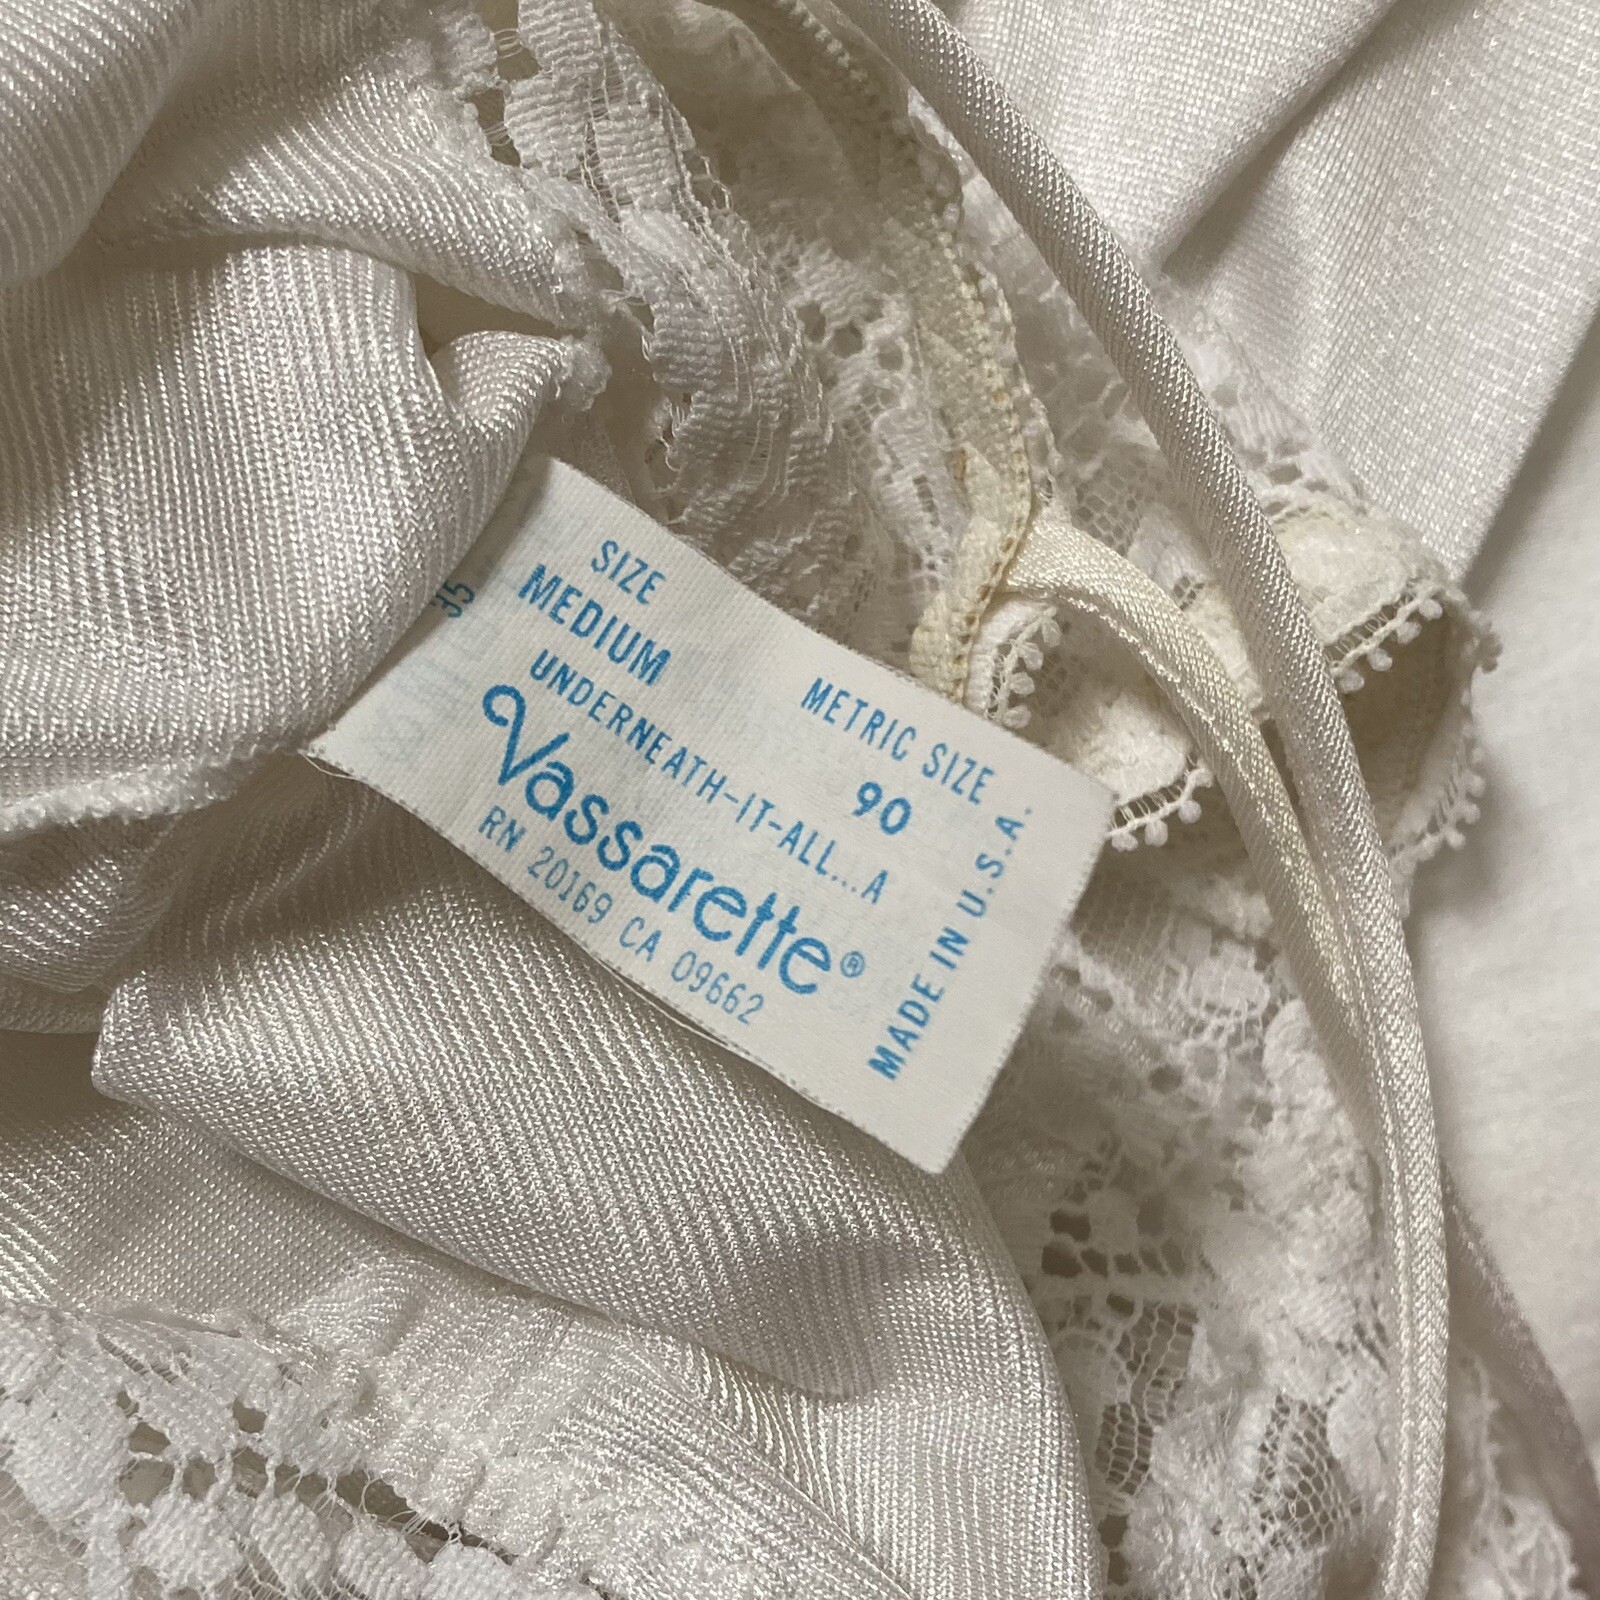 SIZE
MEDIUM
METRIC SIZE
90
UNDERNEATH-IT-ALL...A
Vassarette®
RN 20169 CA 09662
MADE IN U.S.A.